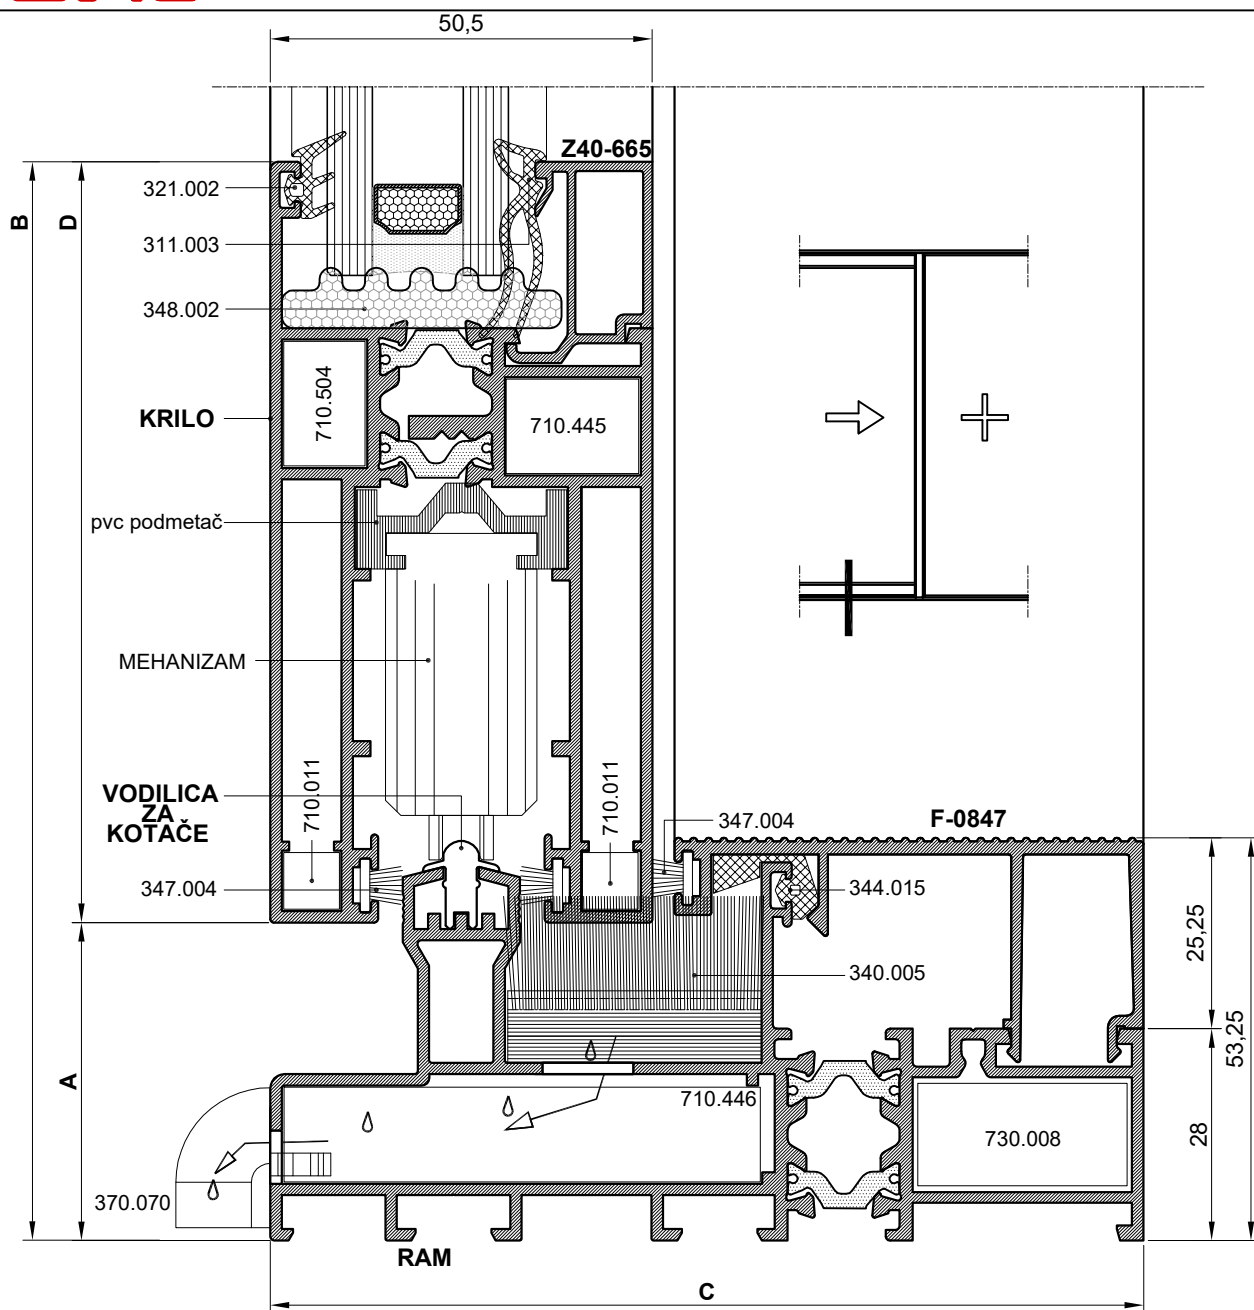 50,5
Z40-665
321.002
311.003
348.002
B
D
KRILO
710.504
710.445
pvc podmetač
MEHANIZAM
VODILICA
ZA
KOTAČE
710.011
710.011
347.004
F-0847
347.004
344.015
340.005
25,25
53,25
A
710.446
730.008
28
370.070
RAM
C